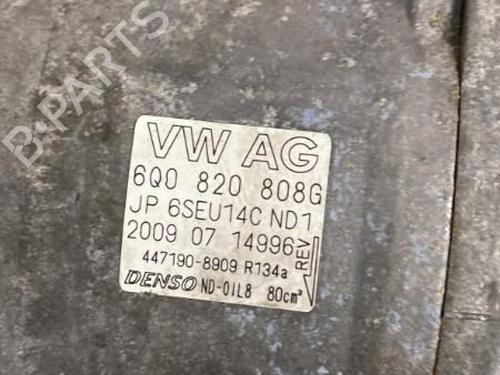 B-PARTS
VW AG
6Q0 820 808G
JP 6SEU14C ND1
2009 07 14996
REV
447190-8909 R134a
DENSO ND-OIL8 80cm³